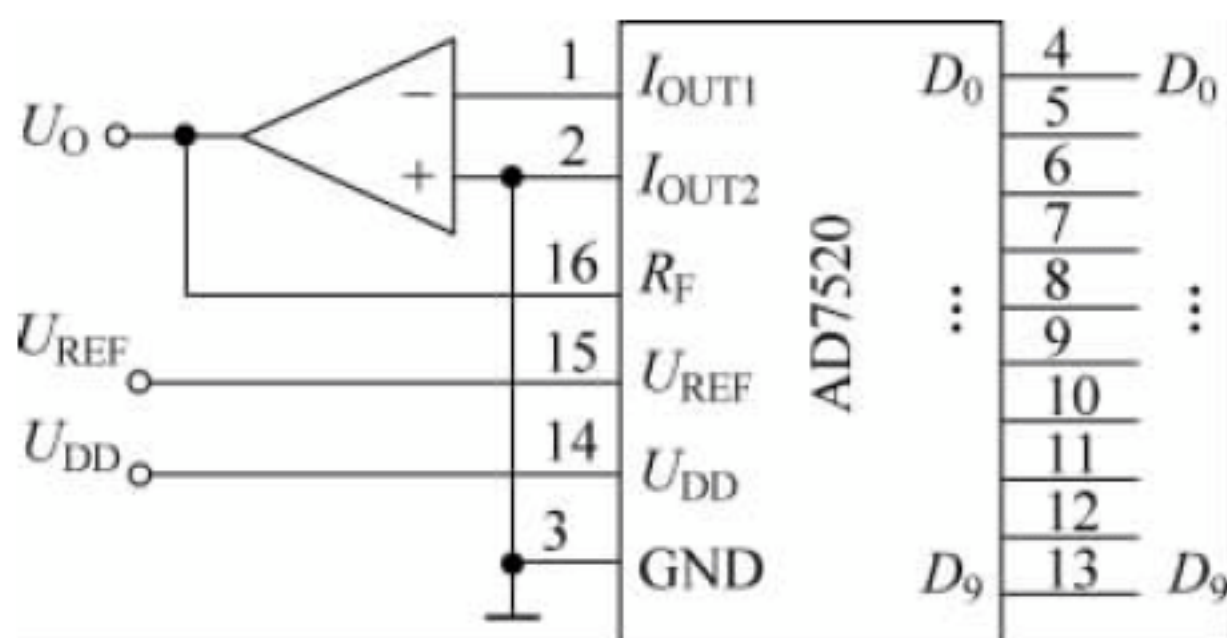 1 I_OUT1 D_0 4 D_0
5
U_O − 2 I_OUT2 6
+ 7
16 R_F AD7520 ... 8 ...
U_REF 15 U_REF 9
10
U_DD 14 U_DD 11
12
3 GND D_9 13 D_9